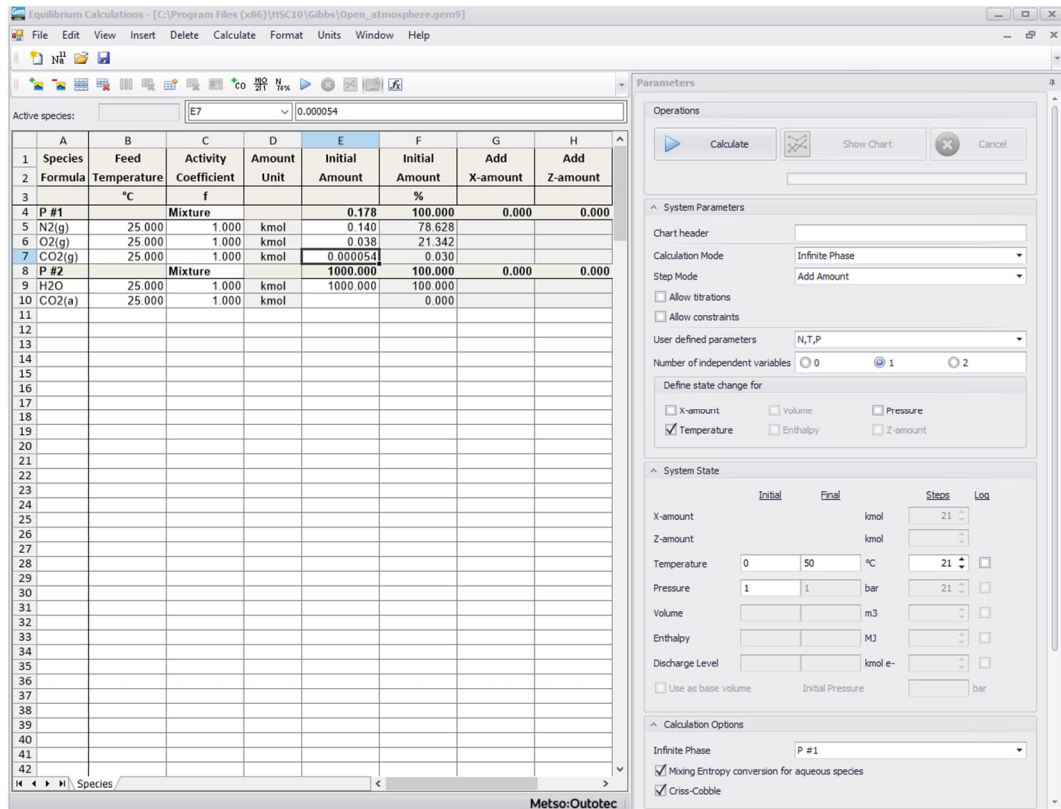 Equilibrium Calculations - [C:\Program Files (x86)\HSC10\Gibbs\Open_atmosphere.gem9]
File Edit View Insert Delete Calculate Format Units Window Help
Active species: E7 0.000054
A B C D E F G H
1 Species Feed Activity Amount Initial Initial Add Add
2 Formula Temperature Coefficient Unit Amount Amount X-amount Z-amount
3 °C f %
4 P #1 Mixture 0.178 100.000 0.000 0.000
5 N2(g) 25.000 1.000 kmol 0.140 78.628
6 O2(g) 25.000 1.000 kmol 0.038 21.342
7 CO2(g) 25.000 1.000 kmol 0.000054 0.030
8 P #2 Mixture 1000.000 100.000 0.000 0.000
9 H2O 25.000 1.000 kmol 1000.000 100.000
10 CO2(a) 25.000 1.000 kmol 0.000
11
12
13
14
15
16
17
18
19
20
21
22
23
24
25
26
27
28
29
30
31
32
33
34
35
36
37
38
39
40
41
42
Species
Metso:Outotec
Parameters
Operations
Calculate Show Chart Cancel
System Parameters
Chart header
Calculation Mode Infinite Phase
Step Mode Add Amount
Allow titrations
Allow constraints
User defined parameters N,T,P
Number of independent variables 0 1 2
Define state change for
X-amount Volume Pressure
Temperature Enthalpy Z-amount
System State
Initial Final Steps Log
X-amount kmol 21
Z-amount kmol
Temperature 0 50 °C 21
Pressure 1 1 bar 21
Volume m3
Enthalpy MJ
Discharge Level kmol e-
Use as base volume Initial Pressure bar
Calculation Options
Infinite Phase P #1
Mixing Entropy conversion for aqueous species
Criss-Cobble